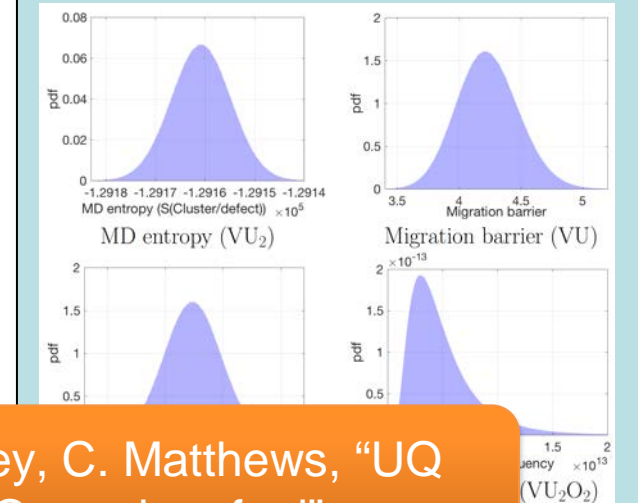 0.08
0.06
0.04
0.02
0
pdf
-1.2918 -1.2917 -1.2916 -1.2915 -1.2914
MD entropy (S(Cluster/defect)) ×10⁵
MD entropy (VU₂)
2
1.5
1
0.5
0
pdf
3.5 4 4.5 5
Migration barrier
Migration barrier (VU)
2
1.5
1
0.5
pdf
×10⁻¹³
2
1.5
1
0.5
pdf
1.5 2
uency ×10¹³
(VU₂O₂)
ey, C. Matthews, “UQ